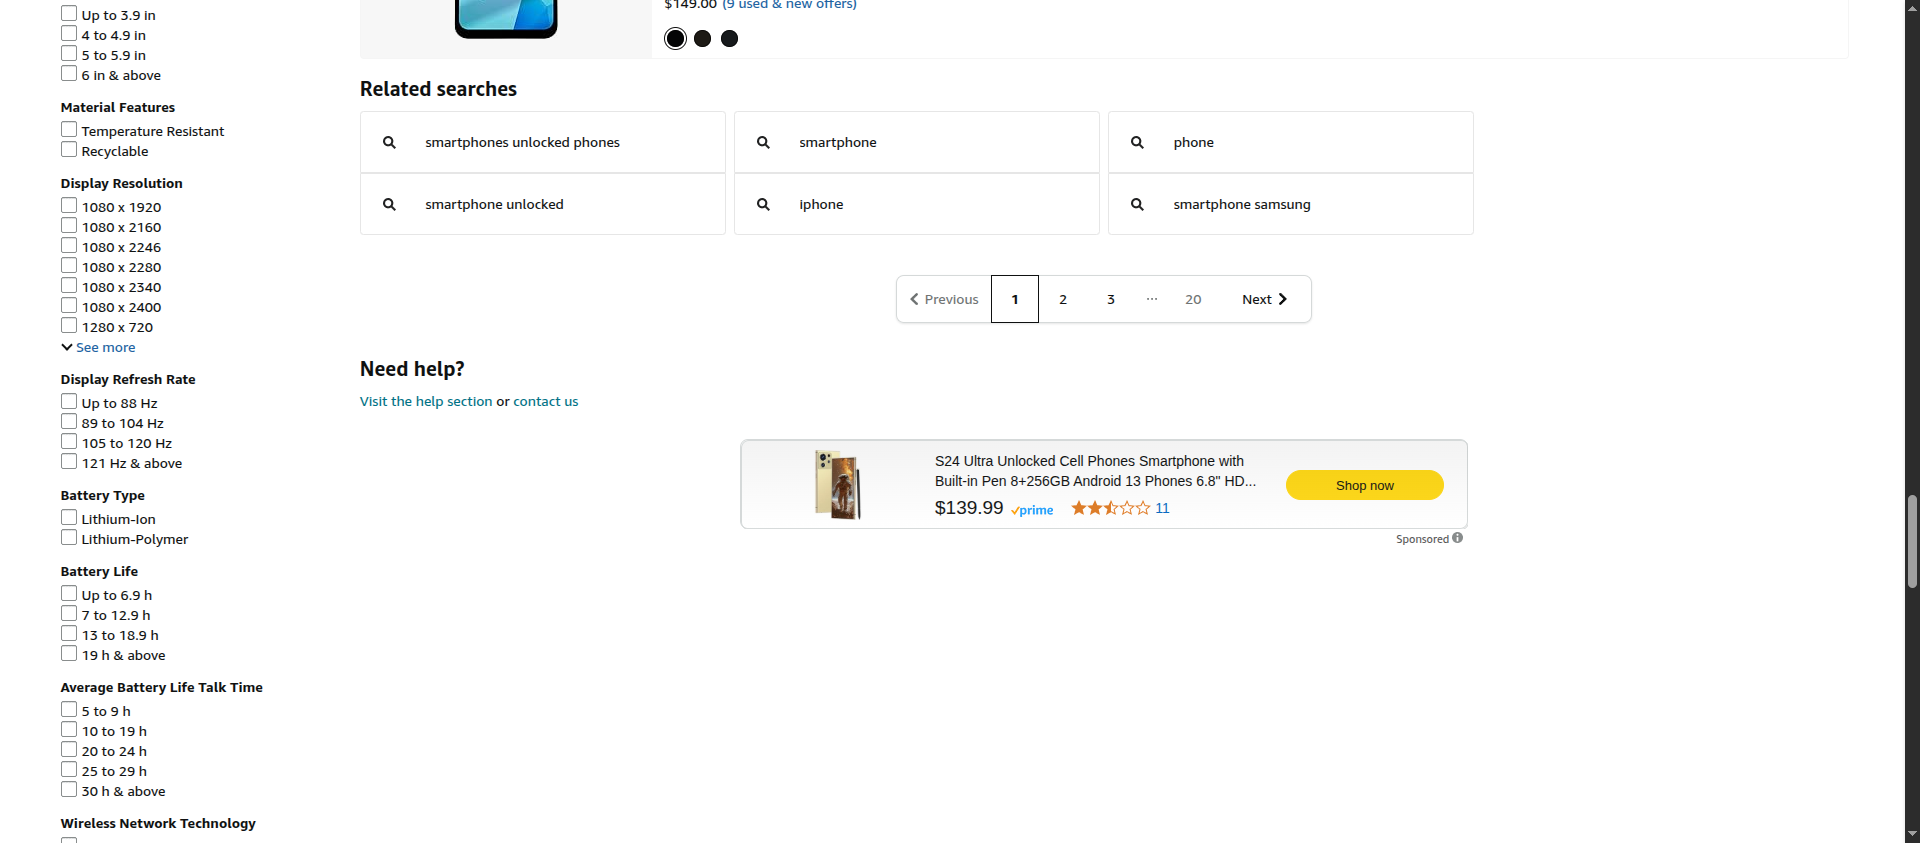 Up to 3.9 in
4 to 4.9 in
5 to 5.9 in
6 in & above
Material Features
Temperature Resistant
Recyclable
Display Resolution
1080 x 1920
1080 x 2160
1080 x 2246
1080 x 2280
1080 x 2340
1080 x 2400
1280 x 720
See more
Display Refresh Rate
Up to 88 Hz
89 to 104 Hz
105 to 120 Hz
121 Hz & above
Battery Type
Lithium-Ion
Lithium-Polymer
Battery Life
Up to 6.9 h
7 to 12.9 h
13 to 18.9 h
19 h & above
Average Battery Life Talk Time
5 to 9 h
10 to 19 h
20 to 24 h
25 to 29 h
30 h & above
Wireless Network Technology
$149.00 (9 used & new offers)
Related searches
smartphones unlocked phones
smartphone
phone
smartphone unlocked
iphone
smartphone samsung
Previous 1 2 3 ... 20 Next
Need help?
Visit the help section or contact us
S24 Ultra Unlocked Cell Phones Smartphone with
Built-in Pen 8+256GB Android 13 Phones 6.8" HD...
$139.99 prime 11
Shop now
Sponsored